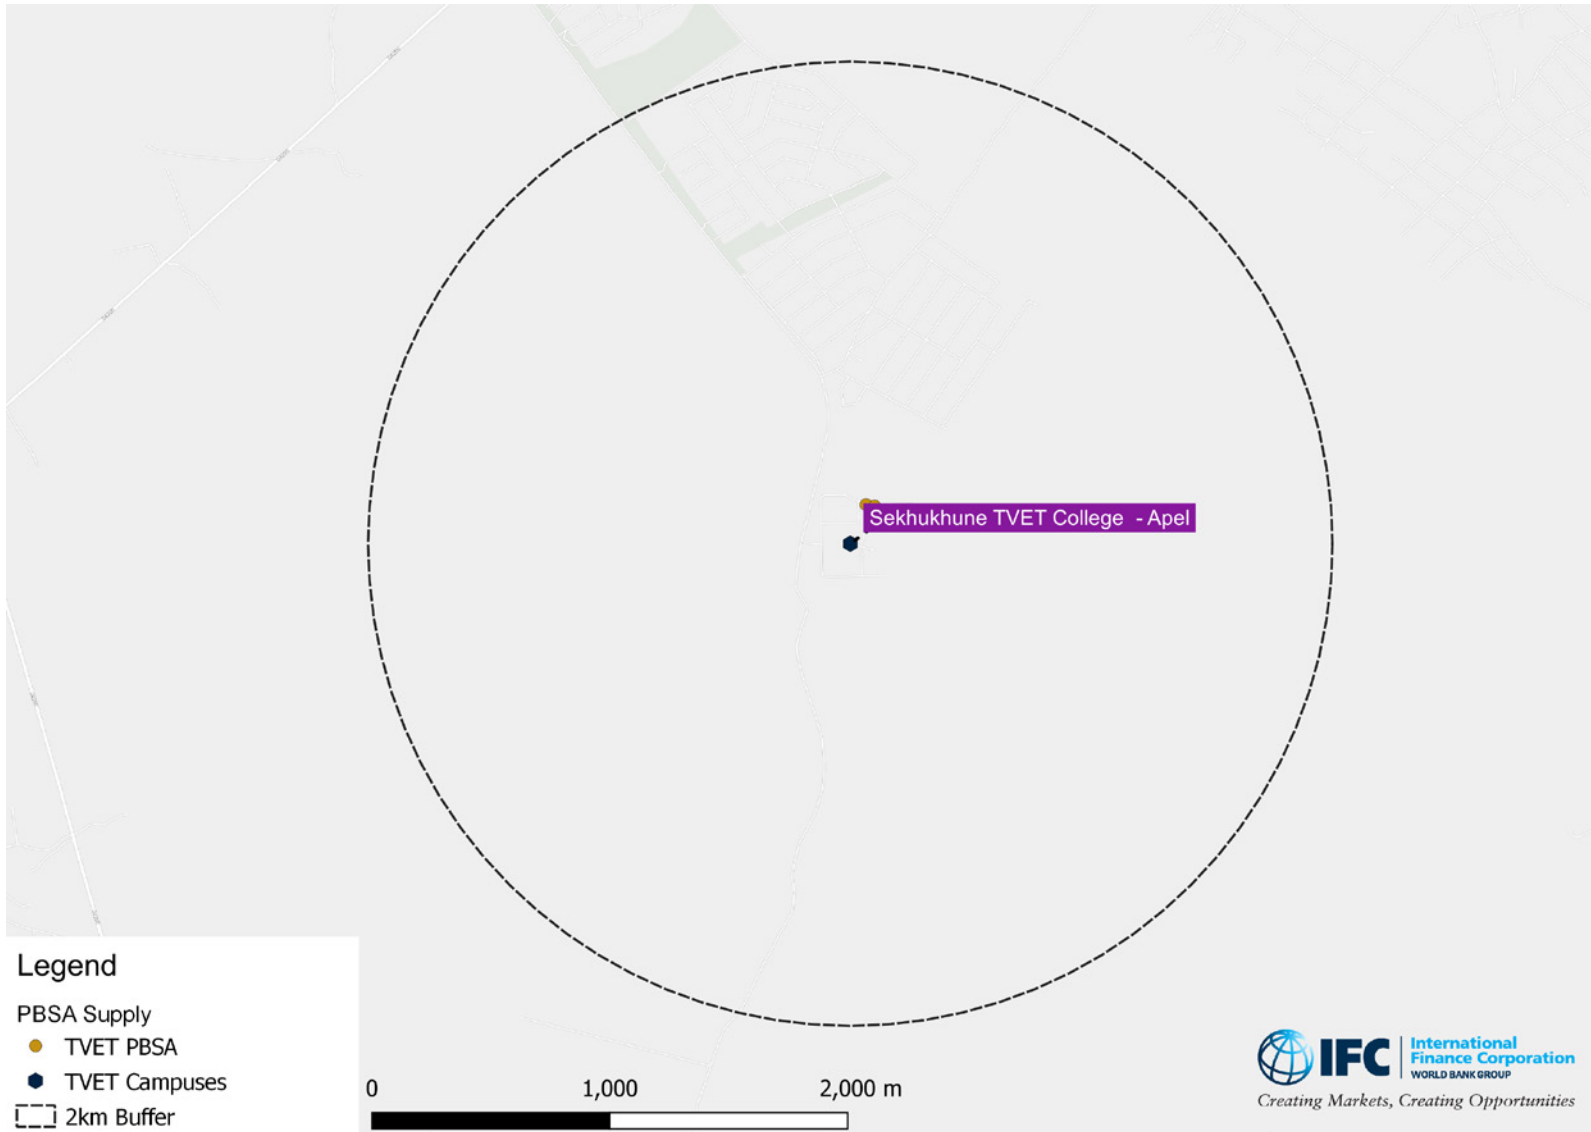 Sekhukhune TVET College - Apel
Legend
PBSA Supply
TVET PBSA
TVET Campuses
2km Buffer
0 1,000 2,000 m
IFC
International
Finance Corporation
WORLD BANK GROUP
Creating Markets, Creating Opportunities